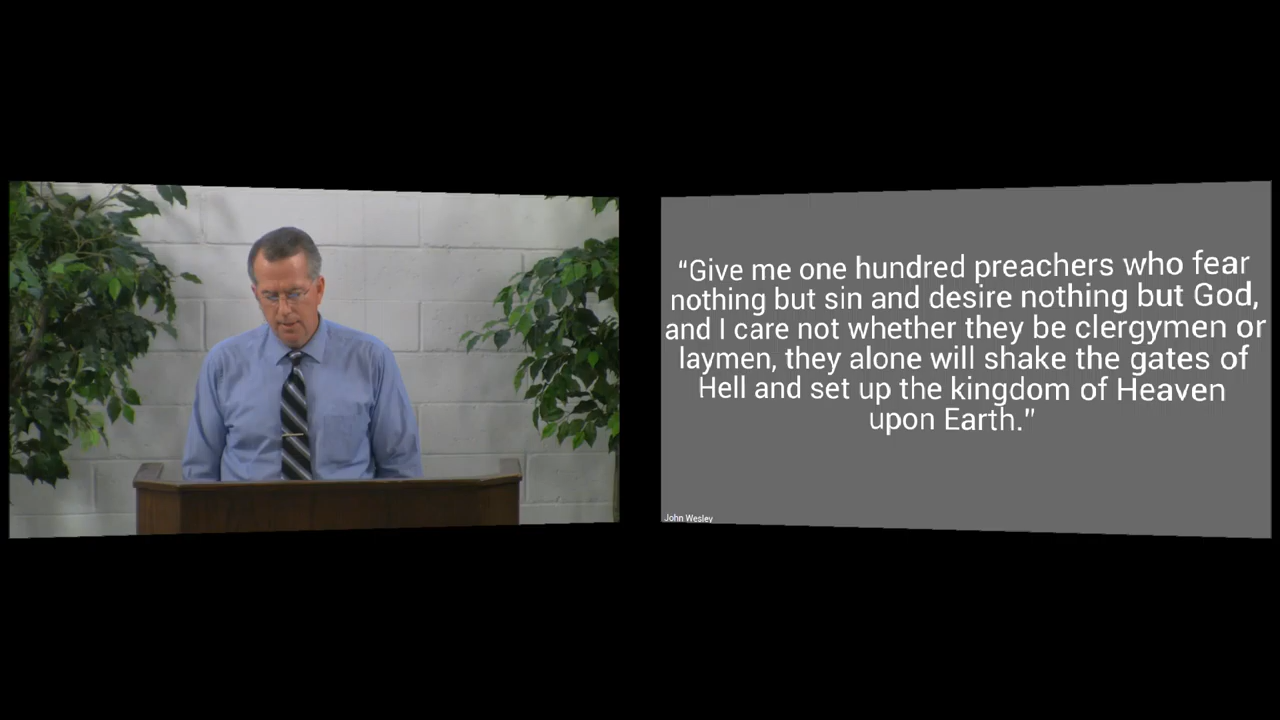 “Give me one hundred preachers who fear
nothing but sin and desire nothing but God,
and I care not whether they be clergymen or
laymen, they alone will shake the gates of
Hell and set up the kingdom of Heaven
upon Earth.”
John Wesley